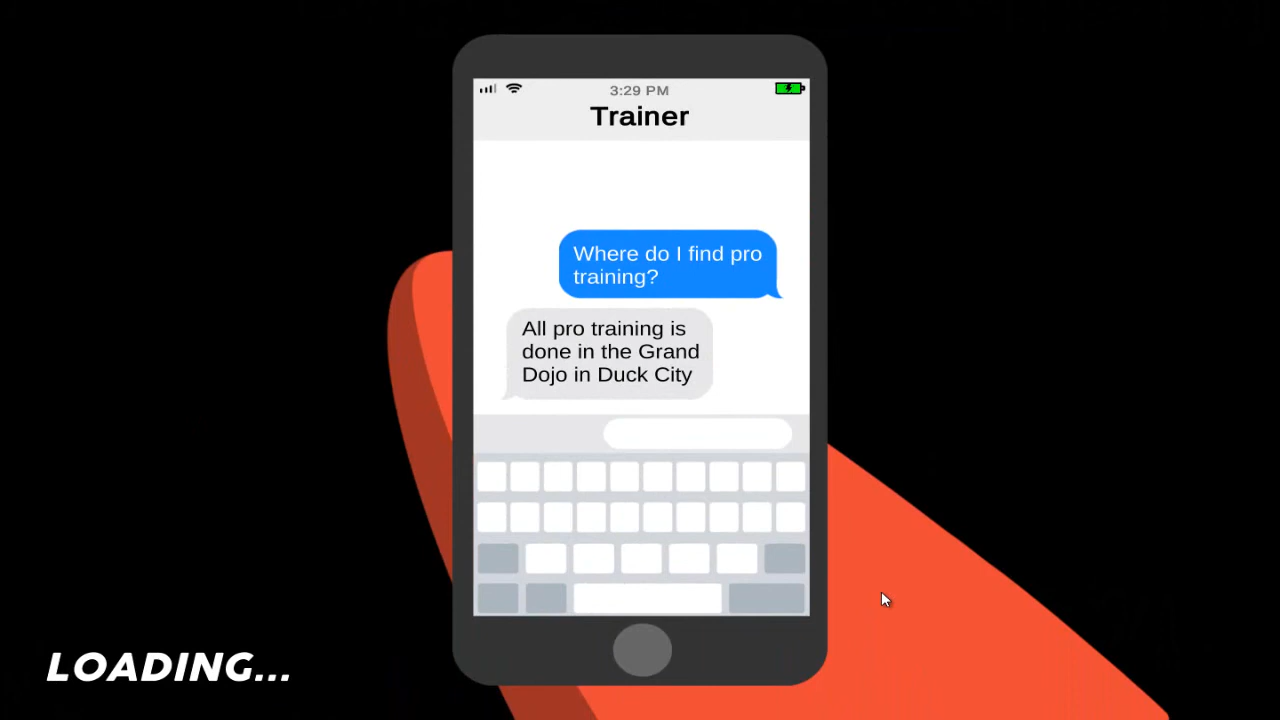 3:29 PM
Trainer
Where do I find pro
training?
All pro training is
done in the Grand
Dojo in Duck City
LOADING...